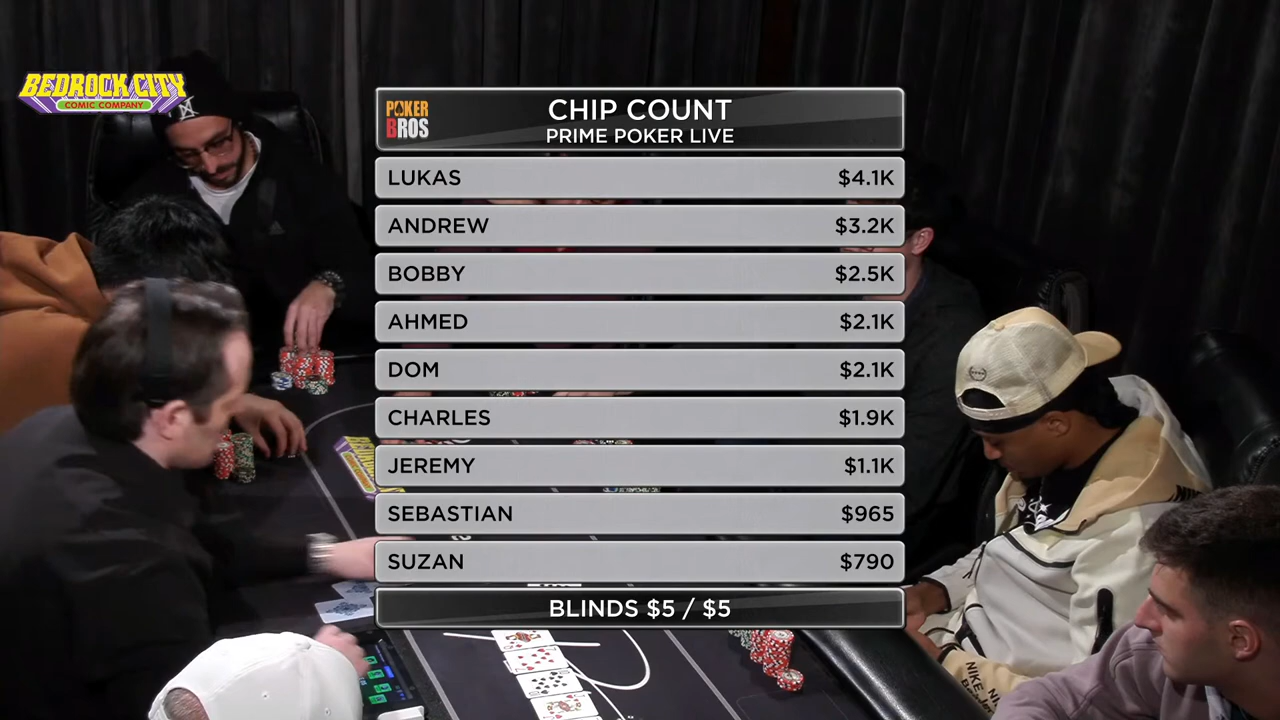 BEDROCK CITY
COMIC COMPANY
POKER
BROS
CHIP COUNT
PRIME POKER LIVE
LUKAS $4.1K
ANDREW $3.2K
BOBBY $2.5K
AHMED $2.1K
DOM $2.1K
CHARLES $1.9K
JEREMY $1.1K
SEBASTIAN $965
SUZAN $790
BLINDS $5 / $5
NIKE